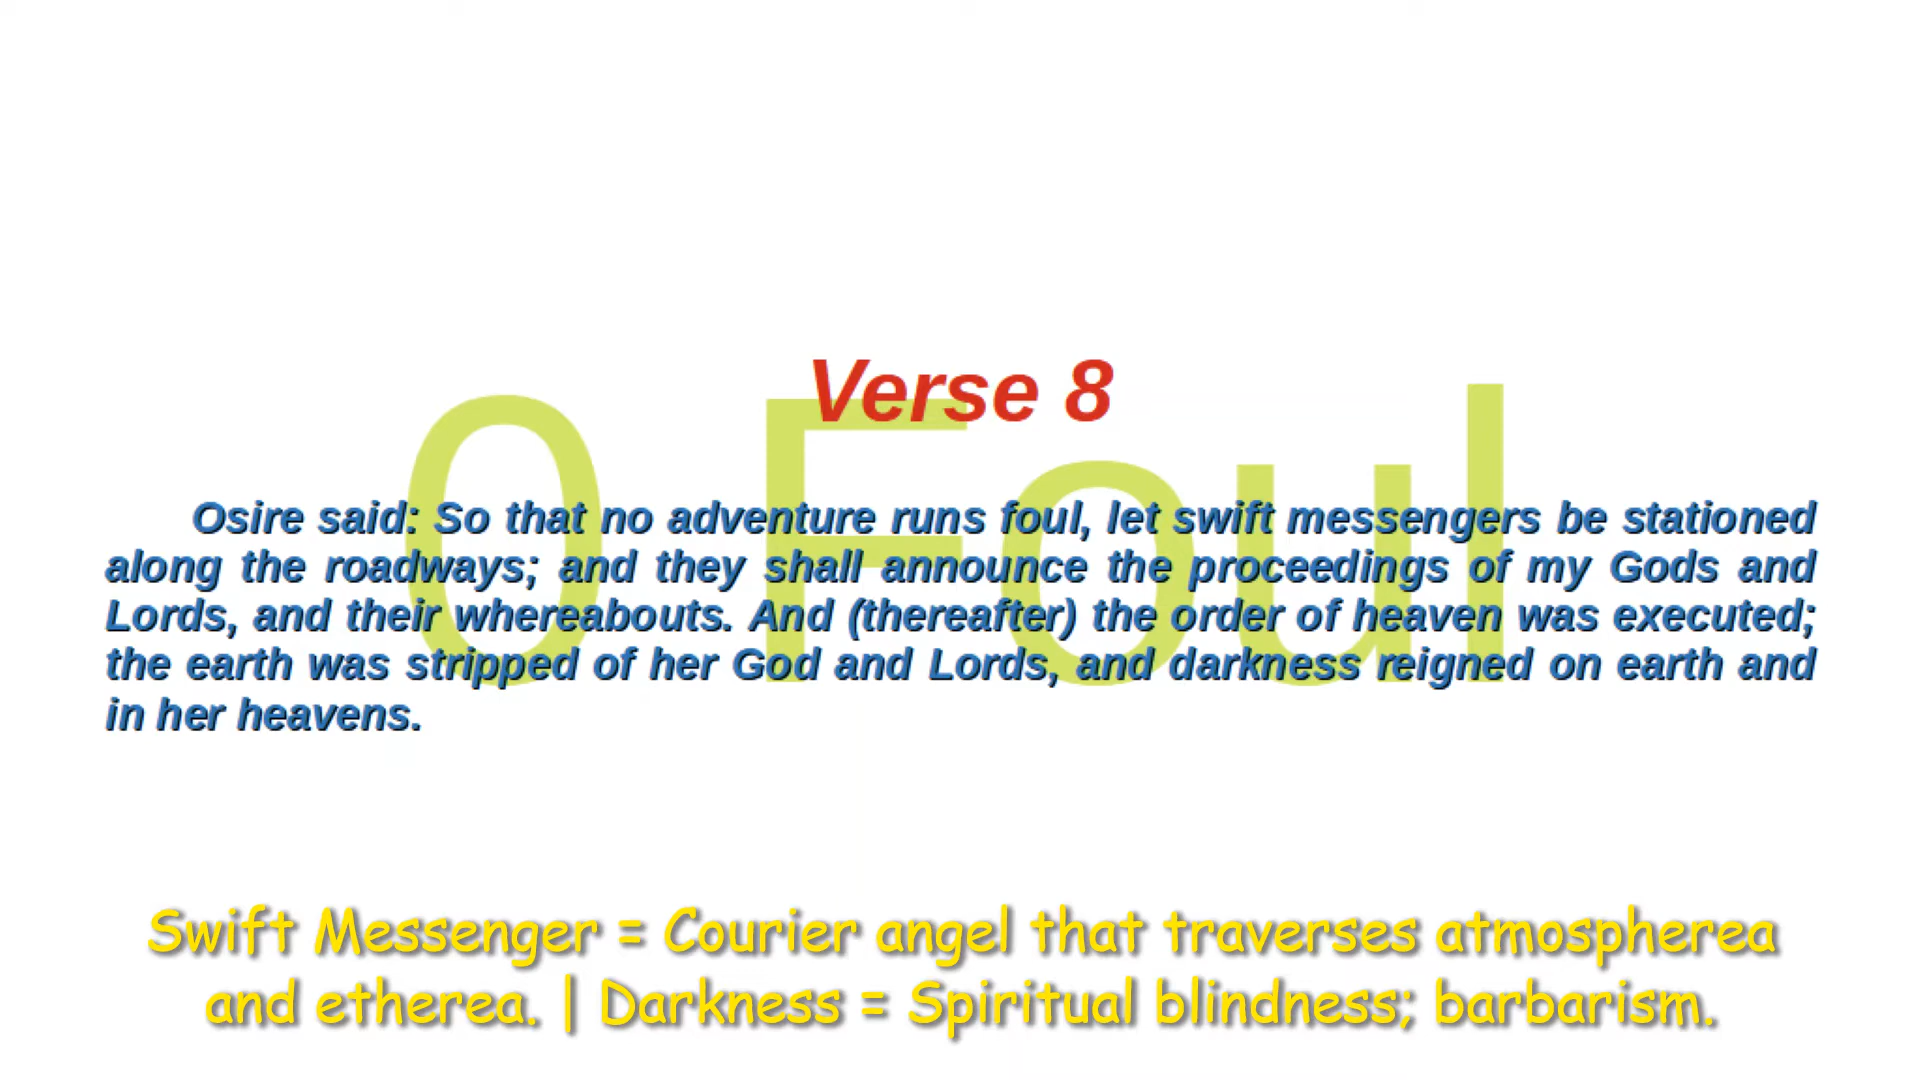 Verse 8
0 Foul
Osire said: So that no adventure runs foul, let swift messengers be stationed
along the roadways; and they shall announce the proceedings of my Gods and
Lords, and their whereabouts. And (thereafter) the order of heaven was executed;
the earth was stripped of her God and Lords, and darkness reigned on earth and
in her heavens.
Swift Messenger = Courier angel that traverses atmospherea
and etherea. | Darkness = Spiritual blindness; barbarism.